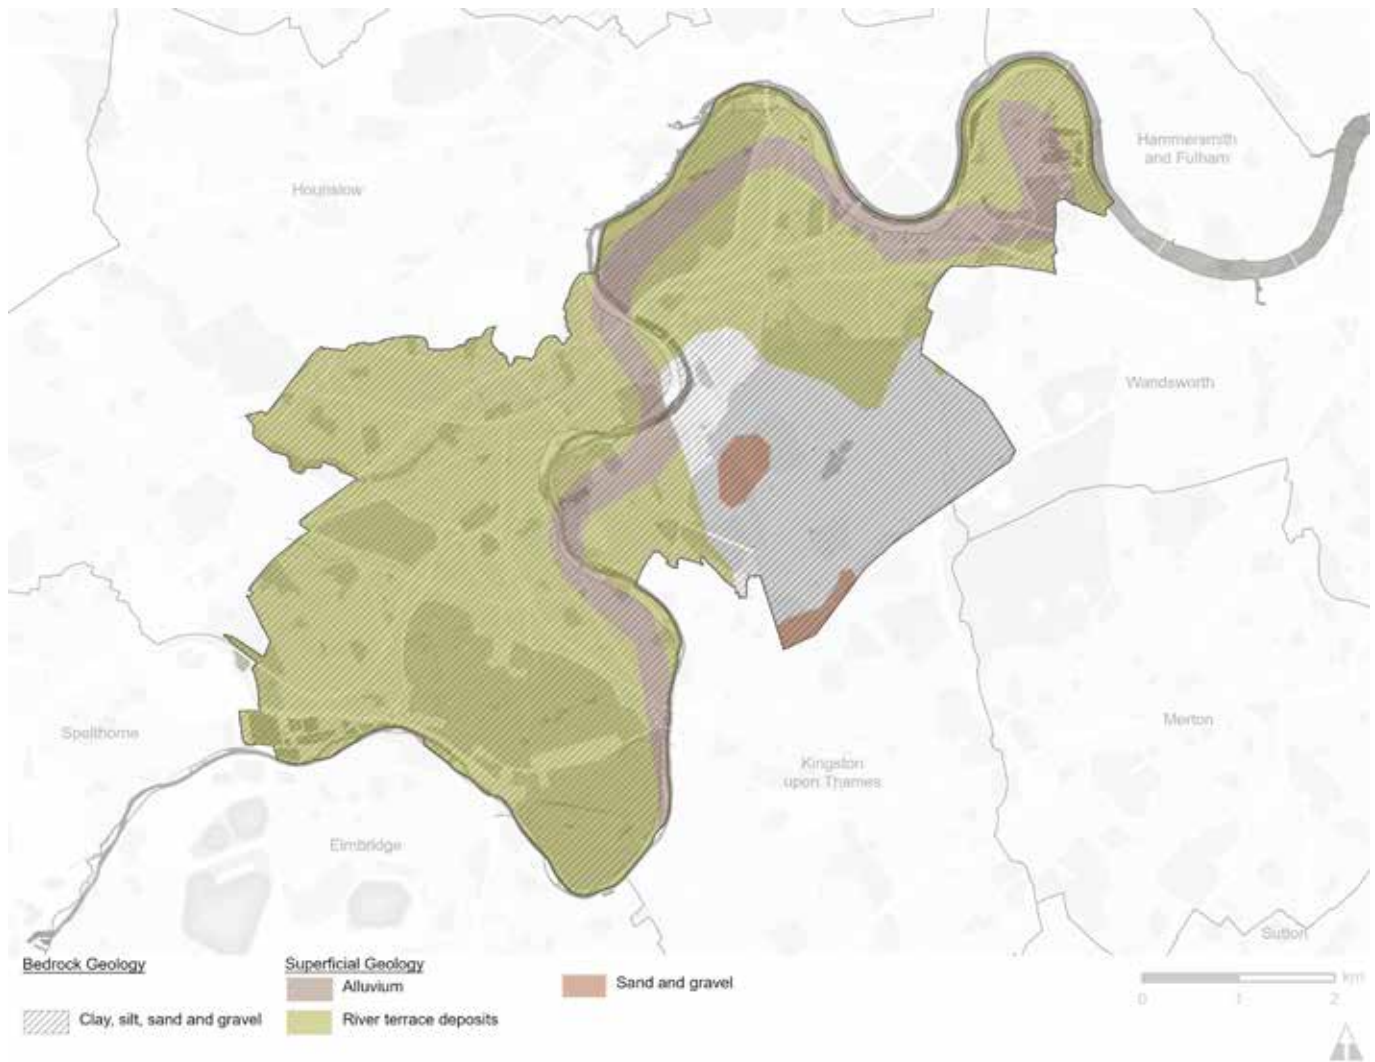 Hammersmith
and Fulham
Hounslow
Wandsworth
Spelthorne
Merton
Kingston
upon Thames
Elmbridge
Sutton
Bedrock Geology
Superficial Geology
Alluvium
Sand and gravel
Clay, silt, sand and gravel
River terrace deposits
km
0 1 2